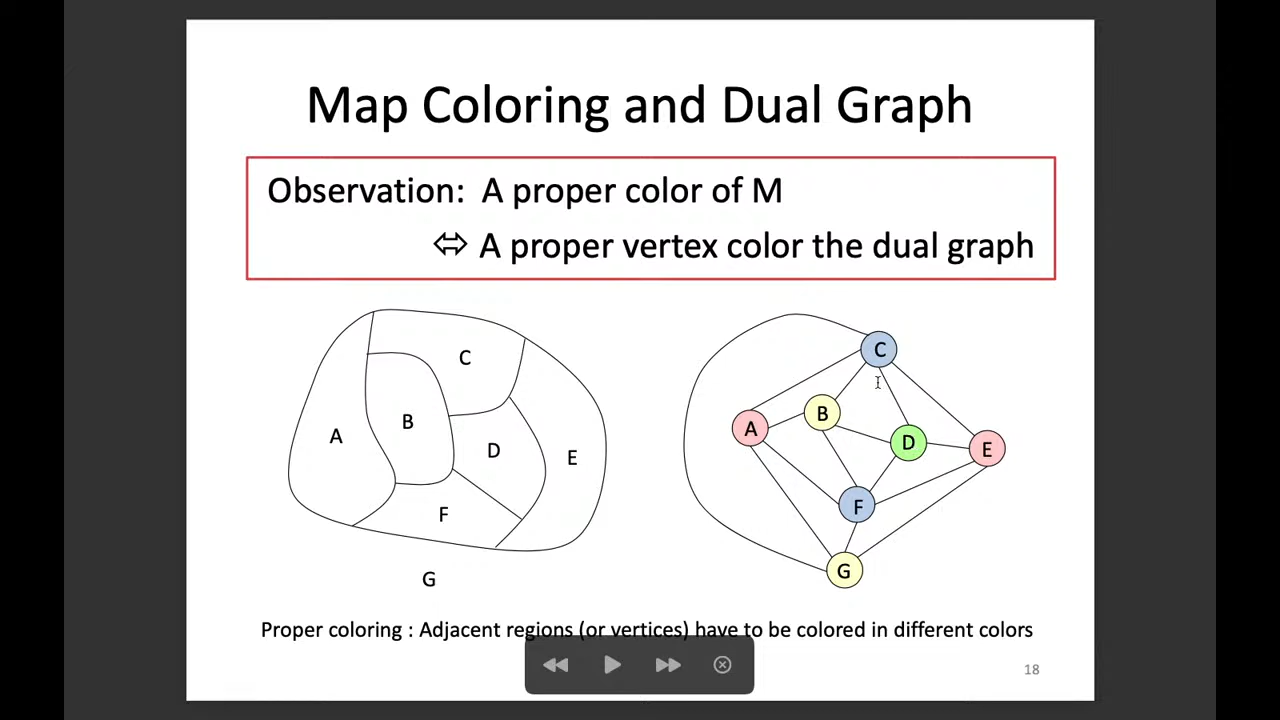 Map Coloring and Dual Graph
Observation: A proper color of M
⇔ A proper vertex color the dual graph
C
B
A
D
E
F
G
C
B
A
D
E
F
G
Proper coloring : Adjacent regions (or vertices) have to be colored in different colors
18